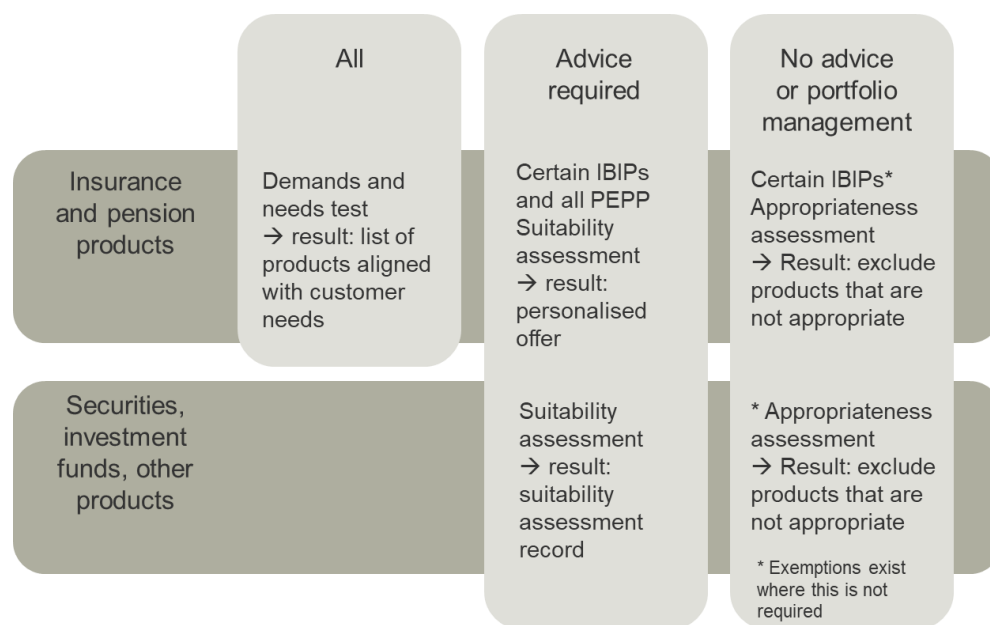 All
Advice
required
No advice
or portfolio
management
Insurance
and pension
products
Demands and
needs test
→ result: list of
products aligned
with customer
needs
Certain IBIPs
and all PEPP
Suitability
assessment
→ result:
personalised
offer
Certain IBIPs*
Appropriateness
assessment
→ Result: exclude
products that are
not appropriate
Securities,
investment
funds, other
products
Suitability
assessment
→ result:
suitability
assessment
record
* Appropriateness
assessment
→ Result: exclude
products that are
not appropriate
* Exemptions exist
where this is not
required